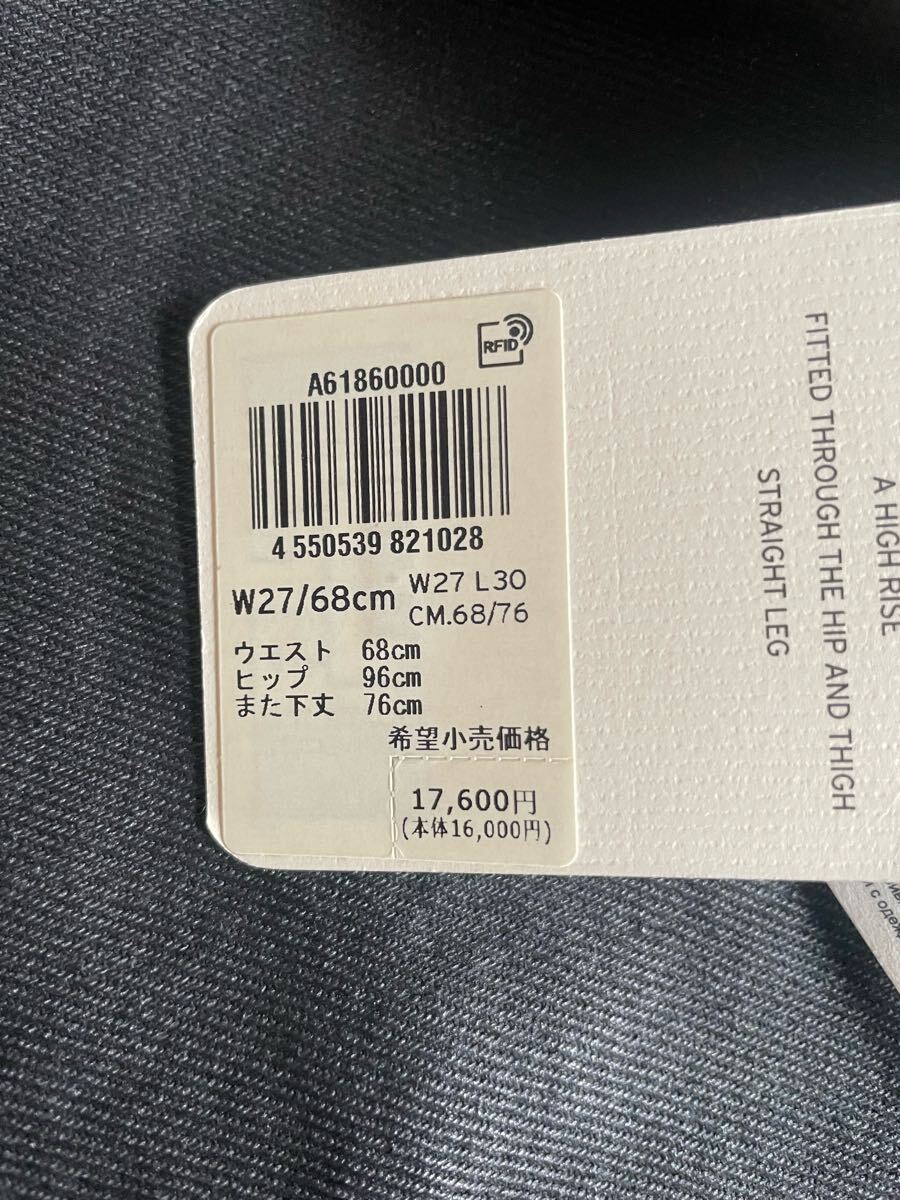 RFID
A61860000
4 550539 821028
W27/68cm
W27 L30
CM.68/76
ウエスト 68cm
ヒップ 96cm
また下丈 76cm
希望小売価格
17,600円
(本体16,000円)
A HIGH RISE
FITTED THROUGH THE HIP AND THIGH
STRAIGHT LEG